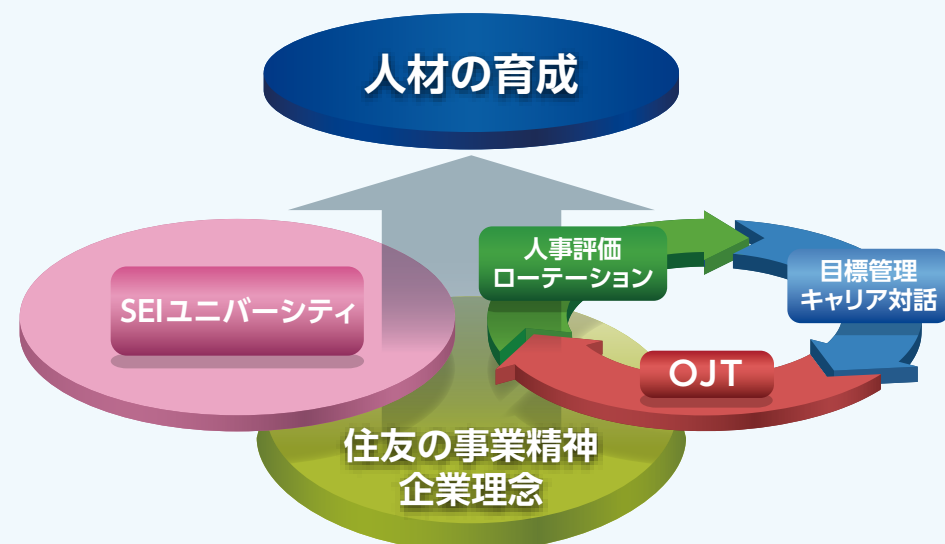 人材の育成
人事評価
ローテーション
目標管理
キャリア対話
SEIユニバーシティ
OJT
住友の事業精神
企業理念